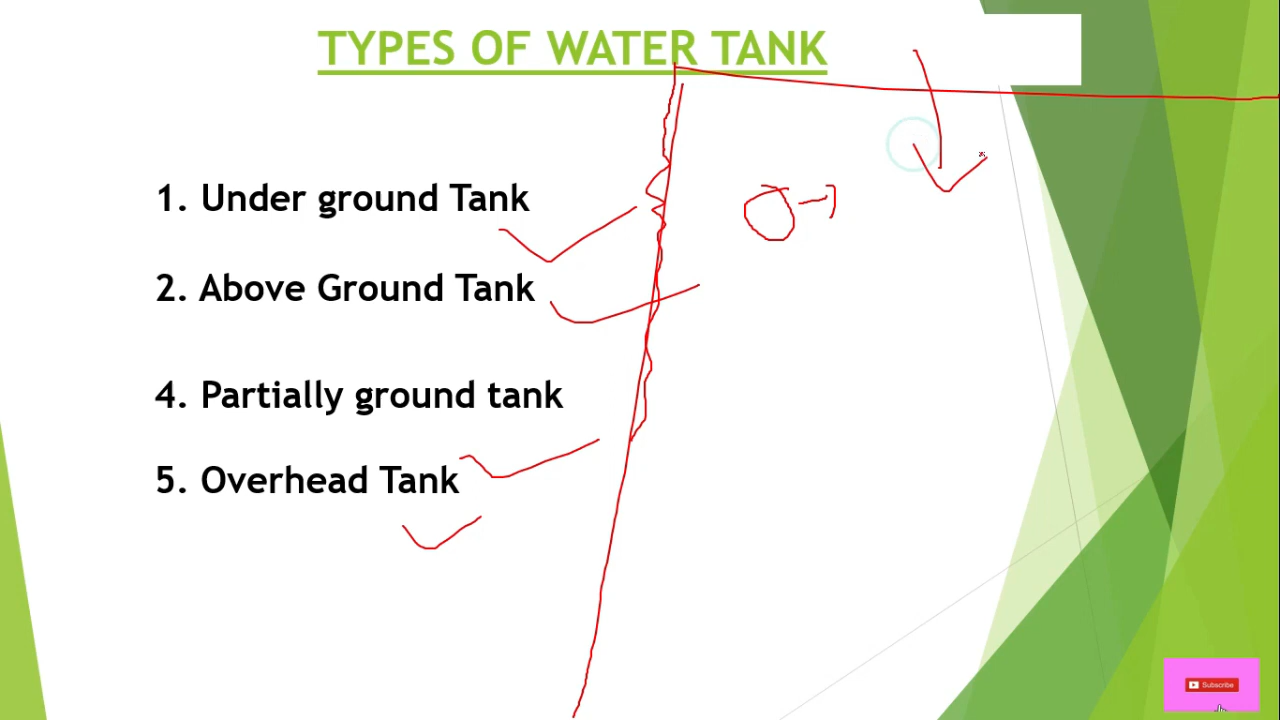 TYPES OF WATER TANK
1. Under ground Tank
2. Above Ground Tank
4. Partially ground tank
5. Overhead Tank
Subscribe